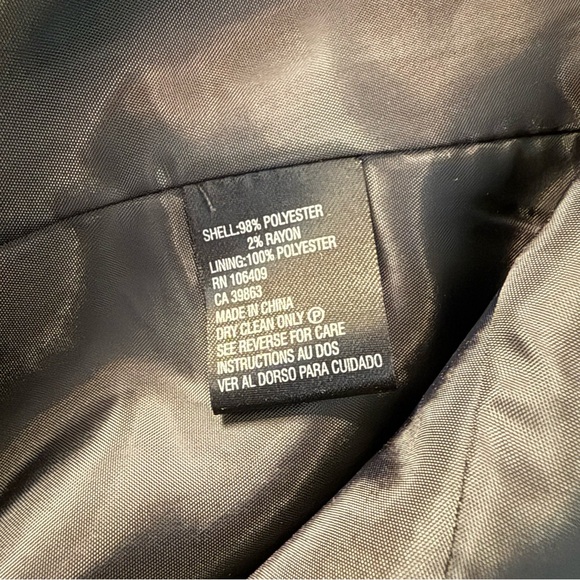 SHELL:98% POLYESTER
2% RAYON
LINING:100% POLYESTER
RN 106409
CA 39863
MADE IN CHINA
DRY CLEAN ONLY Ⓟ
SEE REVERSE FOR CARE
INSTRUCTIONS AU DOS
VER AL DORSO PARA CUIDADO